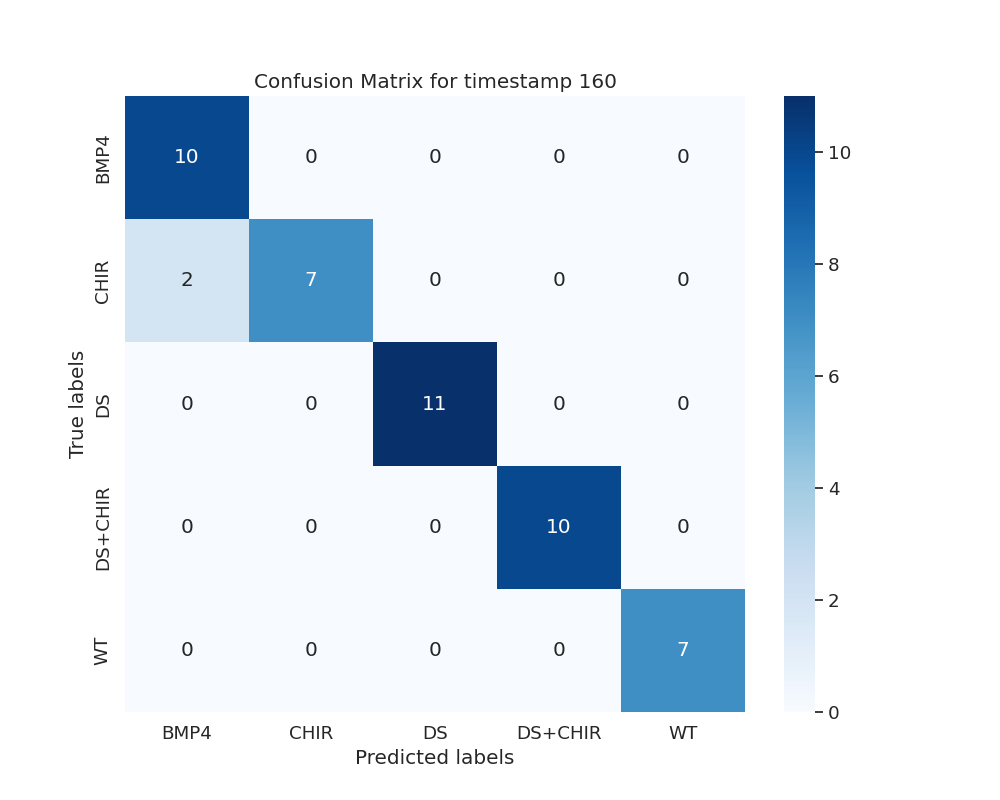 Confusion Matrix for timestamp 160
True labels
BMP4 10 0 0 0 0
CHIR 2 7 0 0 0
DS 0 0 11 0 0
DS+CHIR 0 0 0 10 0
WT 0 0 0 0 7
BMP4 CHIR DS DS+CHIR WT
Predicted labels
10
8
6
4
2
0